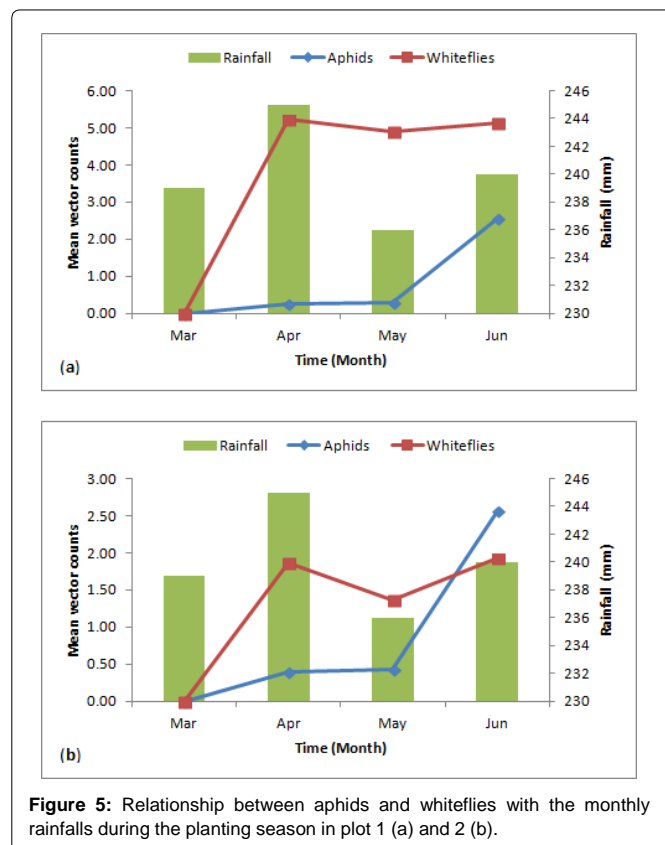 Rainfall Aphids Whiteflies
6.00 246
5.00 244
4.00 242
3.00 240
2.00 238
1.00 236
0.00 234
232
230
Mean vector counts
Rainfall (mm)
Mar Apr May Jun
Time (Month)
(a)
Rainfall Aphids Whiteflies
3.00 246
2.50 244
2.00 242
1.50 240
1.00 238
0.50 236
0.00 234
232
230
Mean vector counts
Rainfall (mm)
Mar Apr May Jun
Time (Month)
(b)
Figure 5: Relationship between aphids and whiteflies with the monthly
rainfalls during the planting season in plot 1 (a) and 2 (b).